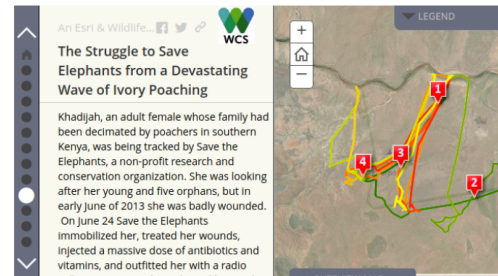 An Esri & Wildlife...
WCS
The Struggle to Save
Elephants from a Devastating
Wave of Ivory Poaching
Khadijah, an adult female whose family had
been decimated by poachers in southern
Kenya, was being tracked by Save the
Elephants, a non-profit research and
conservation organization. She was looking
after her young and five orphans, but in
early June of 2013 she was badly wounded.
On June 24 Save the Elephants
immobilized her, treated her wounds,
injected a massive dose of antibiotics and
vitamins, and outfitted her with a radio
LEGEND
+
−
1
3
4
2